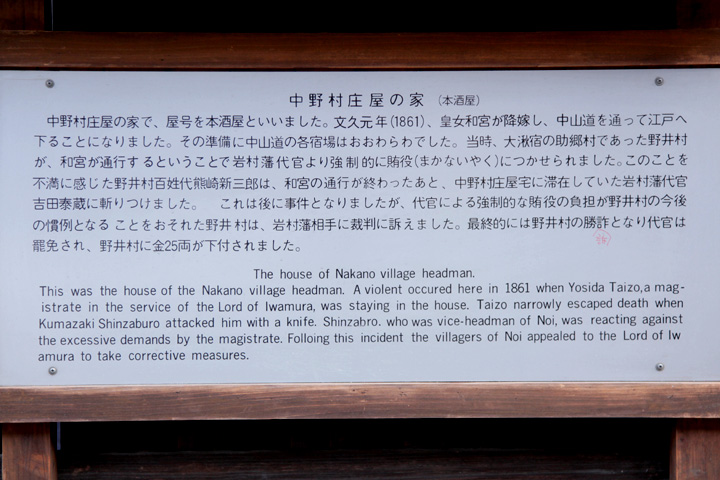 中野村庄屋の家 (本酒屋)
中野村庄屋の家で、屋号を本酒屋といいました。文久元年(1861)、皇女和宮が降嫁し、中山道を通って江戸へ
下ることになりました。その準備に中山道の各宿場はおおわらわでした。当時、大湫宿の助郷村であった野井村
が、和宮が通行するということで岩村藩代官より強制的に賄役(まかないやく)につかせられました。このことを
不満に感じた野井村百姓代熊崎新三郎は、和宮の通行が終わったあと、中野村庄屋宅に滞在していた岩村藩代官
吉田泰蔵に斬りつけました。 これは後に事件となりましたが、代官による強制的な賄役の負担が野井村の今後
の慣例となる ことをおそれた野井村は、岩村藩相手に裁判に訴えました。最終的には野井村の勝詐となり代官は
罷免され、野井村に金25両が下付されました。
The house of Nakano village headman.
This was the house of the Nakano village headman. A violent occured here in 1861 when Yosida Taizo,a mag-
istrate in the service of the Lord of Iwamura, was staying in the house. Taizo narrowly escaped death when
Kumazaki Shinzaburo attacked him with a knife. Shinzabro. who was vice-headman of Noi, was reacting against
the excessive demands by the magistrate. Folloing this incident the villagers of Noi appealed to the Lord of Iw
amura to take corrective measures.